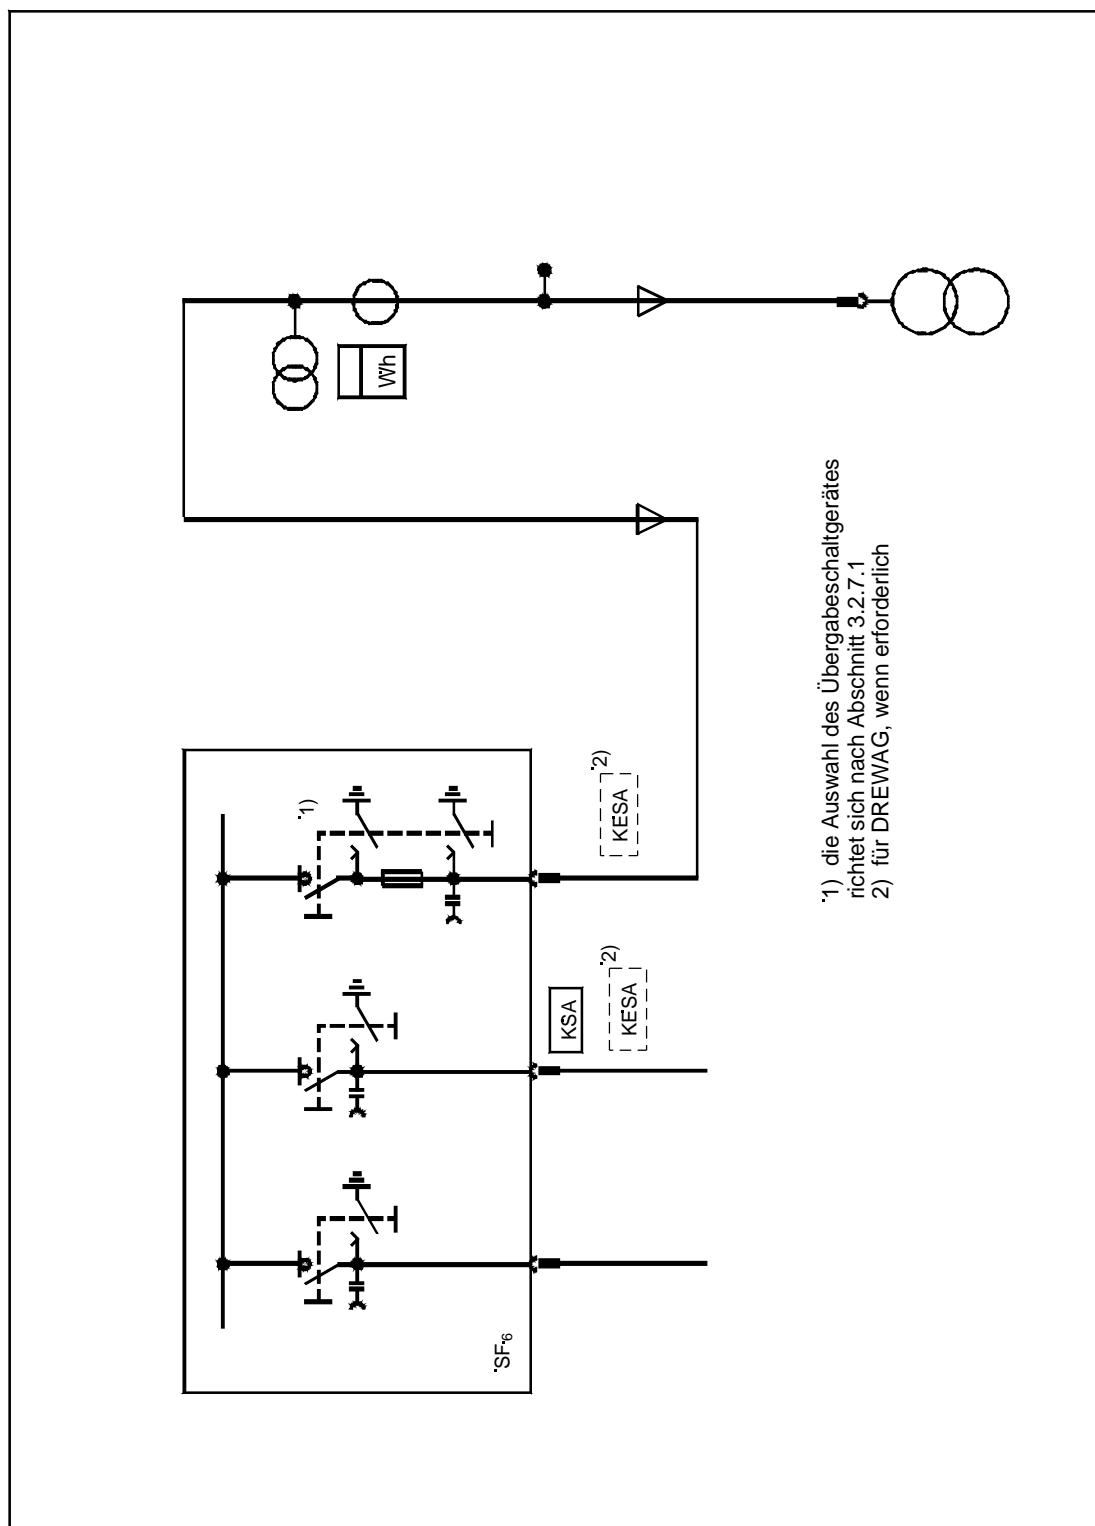 Wh
1)
2)
KESA
2)
KSA
KESA
SF6
1) die Auswahl des Übergabeschaltgerätes
richtet sich nach Abschnitt 3.2.7.1
2) für DREWAG, wenn erforderlich